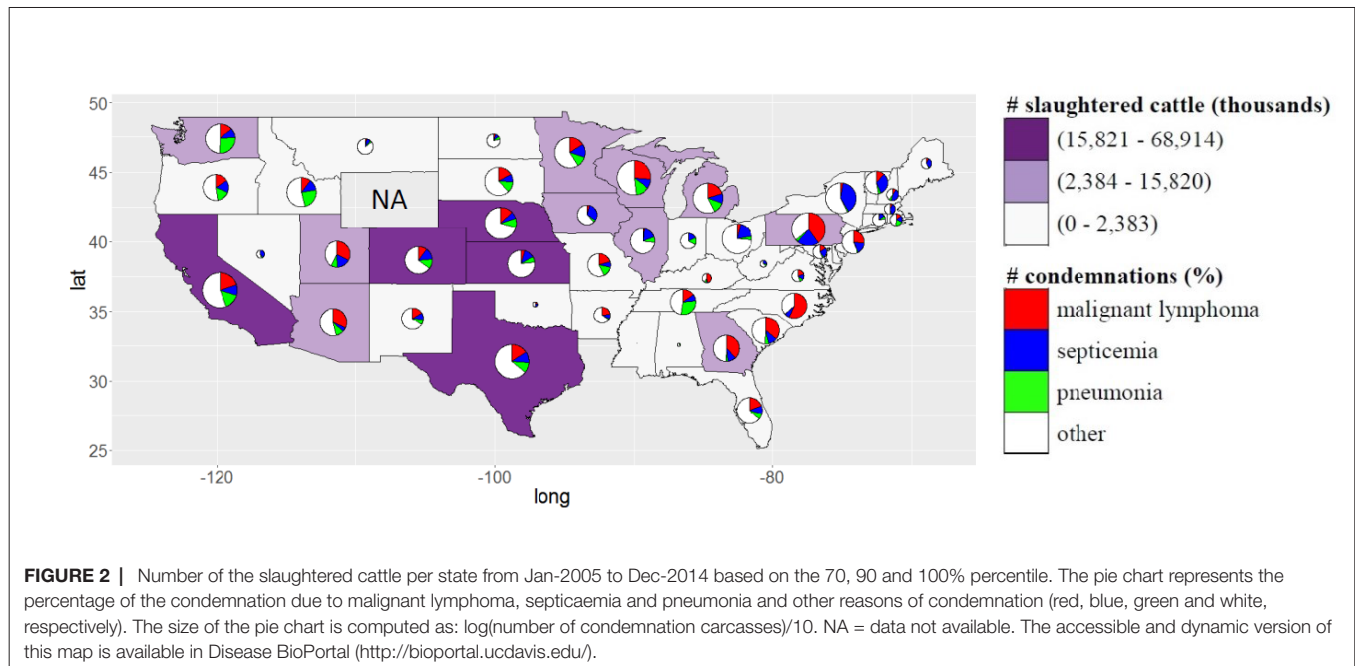 50
45
40
35
30
25
lat
-120
-100
-80
long
NA
# slaughtered cattle (thousands)
(15,821 - 68,914)
(2,384 - 15,820)
(0 - 2,383)
# condemnations (%)
malignant lymphoma
septicemia
pneumonia
other
FIGURE 2 | Number of the slaughtered cattle per state from Jan-2005 to Dec-2014 based on the 70, 90 and 100% percentile. The pie chart represents the
percentage of the condemnation due to malignant lymphoma, septicaemia and pneumonia and other reasons of condemnation (red, blue, green and white,
respectively). The size of the pie chart is computed as: log(number of condemnation carcasses)/10. NA = data not available. The accessible and dynamic version of
this map is available in Disease BioPortal (http://bioportal.ucdavis.edu/).